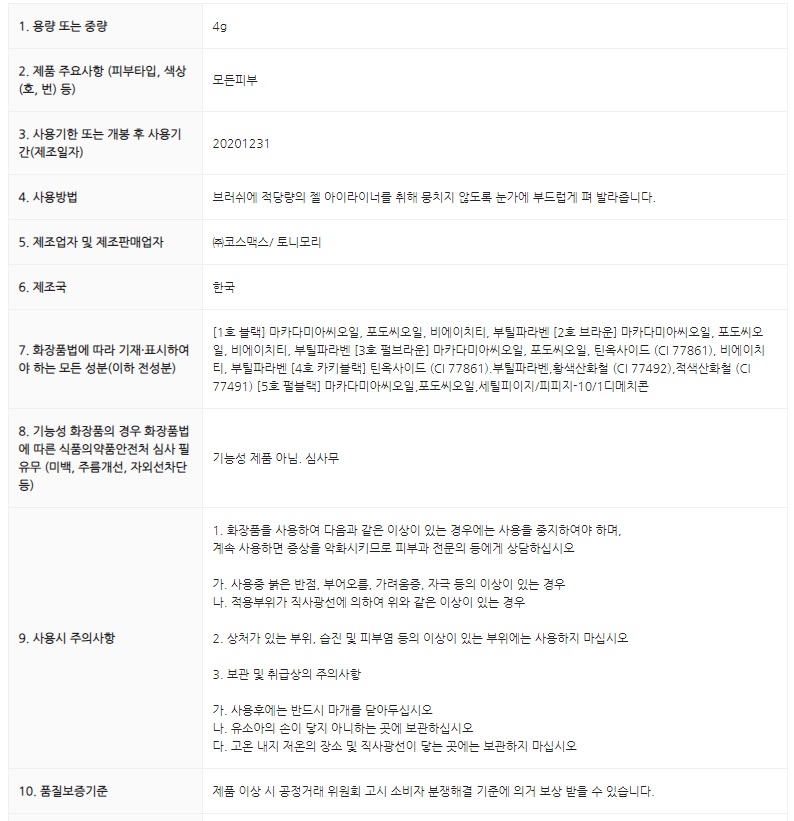 1. 용량 또는 중량
4g
2. 제품 주요사항 (피부타입, 색상
(호, 번) 등)
모든피부
3. 사용기한 또는 개봉 후 사용기
간(제조일자)
20201231
4. 사용방법
브러쉬에 적당량의 젤 아이라이너를 취해 뭉치지 않도록 눈가에 부드럽게 펴 발라줍니다.
5. 제조업자 및 제조판매업자
㈜코스맥스/ 토니모리
6. 제조국
한국
7. 화장품법에 따라 기재·표시하여
야 하는 모든 성분(이하 전성분)
[1호 블랙] 마카다미아씨오일, 포도씨오일, 비에이치티, 부틸파라벤 [2호 브라운] 마카다미아씨오일, 포도씨오
일, 비에이치티, 부틸파라벤 [3호 펄브라운] 마카다미아씨오일, 포도씨오일, 틴옥사이드 (CI 77861), 비에이치
티, 부틸파라벤 [4호 카키블랙] 틴옥사이드 (CI 77861).부틸파라벤,황색산화철 (CI 77492),적색산화철 (CI
77491) [5호 펄블랙] 마카다미아씨오일,포도씨오일,세틸피이지/피피지-10/1디메치콘
8. 기능성 화장품의 경우 화장품법
에 따른 식품의약품안전처 심사 필
유무 (미백, 주름개선, 자외선차단
등)
기능성 제품 아님. 심사무
9. 사용시 주의사항
1. 화장품을 사용하여 다음과 같은 이상이 있는 경우에는 사용을 중지하여야 하며,
계속 사용하면 증상을 악화시키므로 피부과 전문의 등에게 상담하십시오
가. 사용중 붉은 반점, 부어오름, 가려움증, 자극 등의 이상이 있는 경우
나. 적용부위가 직사광선에 의하여 위와 같은 이상이 있는 경우
2. 상처가 있는 부위, 습진 및 피부염 등의 이상이 있는 부위에는 사용하지 마십시오
3. 보관 및 취급상의 주의사항
가. 사용후에는 반드시 마개를 닫아두십시오
나. 유소아의 손이 닿지 아니하는 곳에 보관하십시오
다. 고온 내지 저온의 장소 및 직사광선이 닿는 곳에는 보관하지 마십시오
10. 품질보증기준
제품 이상 시 공정거래 위원회 고시 소비자 분쟁해결 기준에 의거 보상 받을 수 있습니다.